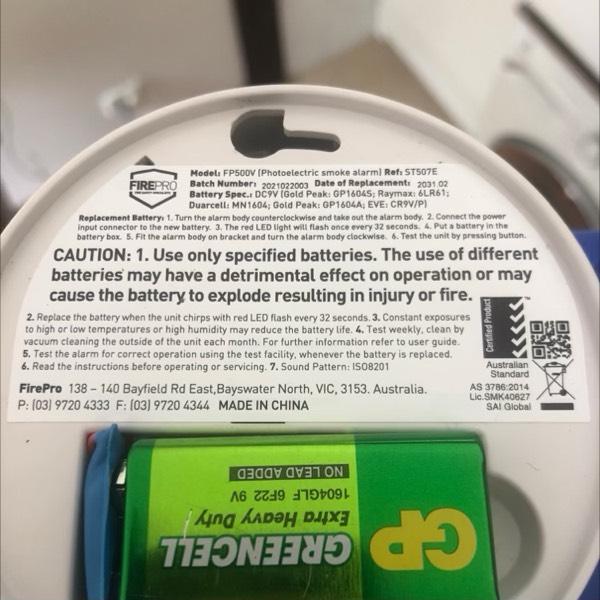 FIREPRO
Model: FP500V (Photoelectric smoke alarm) Ref: ST507E
Batch Number: 2021022003 Date of Replacement: 2031.02
Battery Spec.: DC9V (Gold Peak: GP1604S; Raymax: 6LR61;
Duarcell: MN1604; Gold Peak: GP1604A; EVE: CR9V/P)
Replacement Battery: 1. Turn the alarm body counterclockwise and take out the alarm body. 2. Connect the power
input connector to the new battery. 3. The red LED light will flash once every 32 seconds. 4. Put a battery in the
battery box. 5. Fit the alarm body on bracket and turn the alarm body clockwise. 6. Test the unit by pressing button.
CAUTION: 1. Use only specified batteries. The use of different
batteries may have a detrimental effect on operation or may
cause the battery to explode resulting in injury or fire.
2. Replace the battery when the unit chirps with red LED flash every 32 seconds. 3. Constant exposures
to high or low temperatures or high humidity may reduce the battery life. 4. Test weekly, clean by
vacuum cleaning the outside of the unit each month. For further information refer to user guide.
5. Test the alarm for correct operation using the test facility, whenever the battery is replaced.
6. Read the instructions before operating or servicing. 7. Sound Pattern: ISO8201
FirePro 138 - 140 Bayfield Rd East,Bayswater North, VIC, 3153. Australia.
P: (03) 9720 4333 F: (03) 9720 4344 MADE IN CHINA
Certified Product
Australian
Standard
AS 3786:2014
Lic.SMK40627
SAI Global
GP
GREENCELL
Extra Heavy Duty
1604GLF 6F22 9V
NO LEAD ADDED